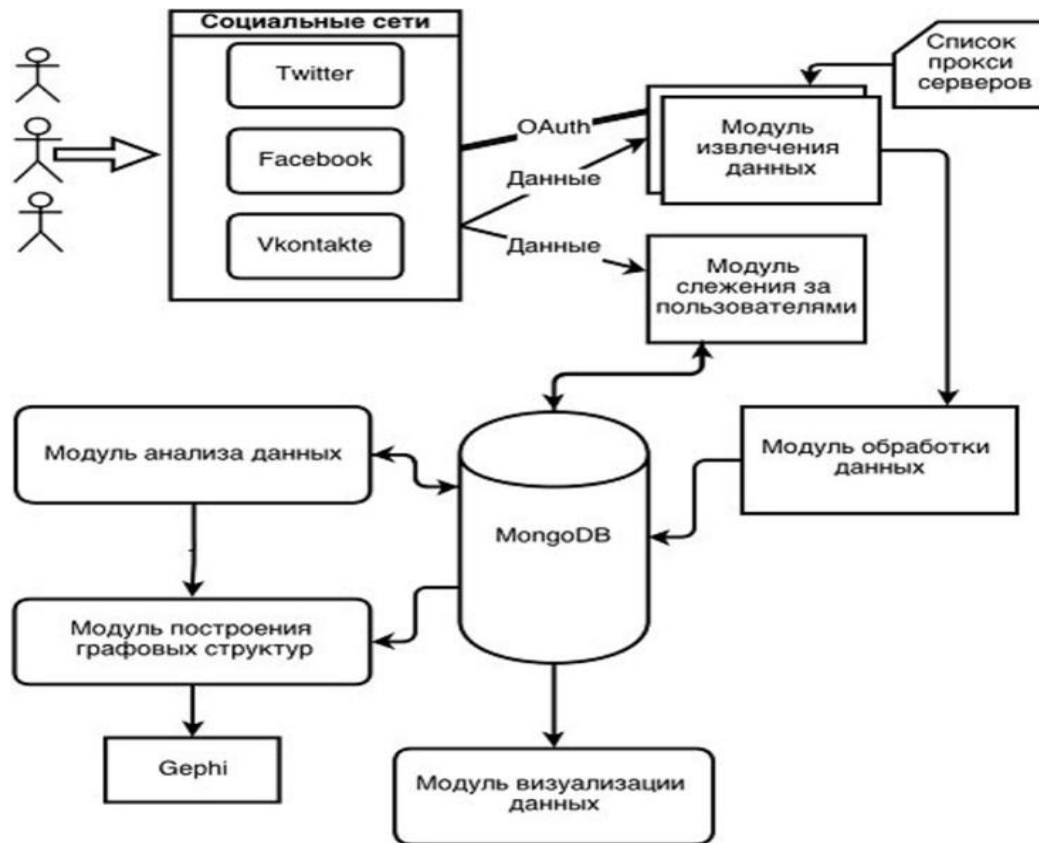 Социальные сети
Twitter
Facebook
Vkontakte
OAuth
Данные
Данные
Список
прокси
серверов
Модуль
извлечения
данных
Модуль
слежения за
пользователями
Модуль анализа данных
MongoDB
Модуль обработки
данных
Модуль построения
графовых структур
Gephi
Модуль визуализации
данных